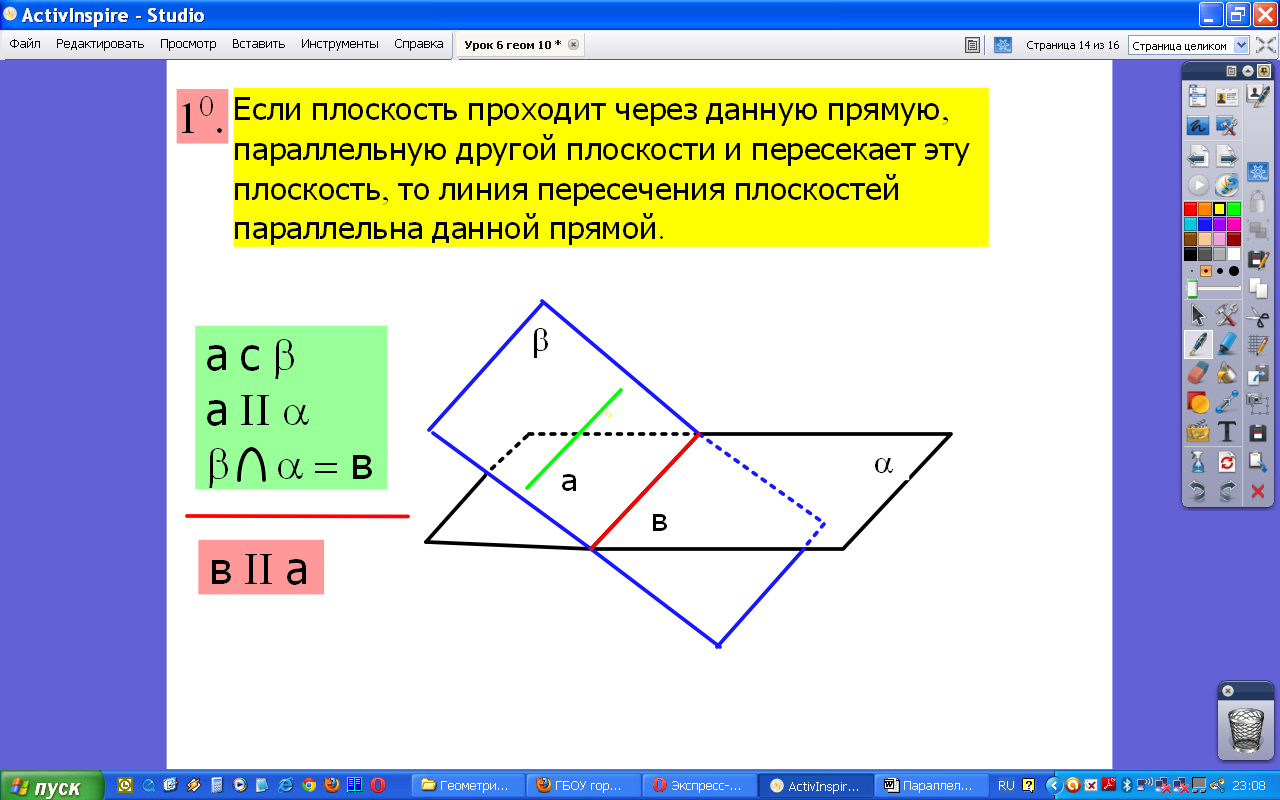 ActivInspire - Studio
Файл Редактировать Просмотр Вставить Инструменты Справка Урок 6 геом 10 * Страница 14 из 16 Страница целиком
1⁰.
Если плоскость проходит через данную прямую,
параллельную другой плоскости и пересекает эту
плоскость, то линия пересечения плоскостей
параллельна данной прямой.
а с β
а II α
β ∩ α = в
в II а
β
α
а
в
T
пуск Геометри... ГБОУ гор... Экспресс-... ActivInspir... Параллел... RU 23:08